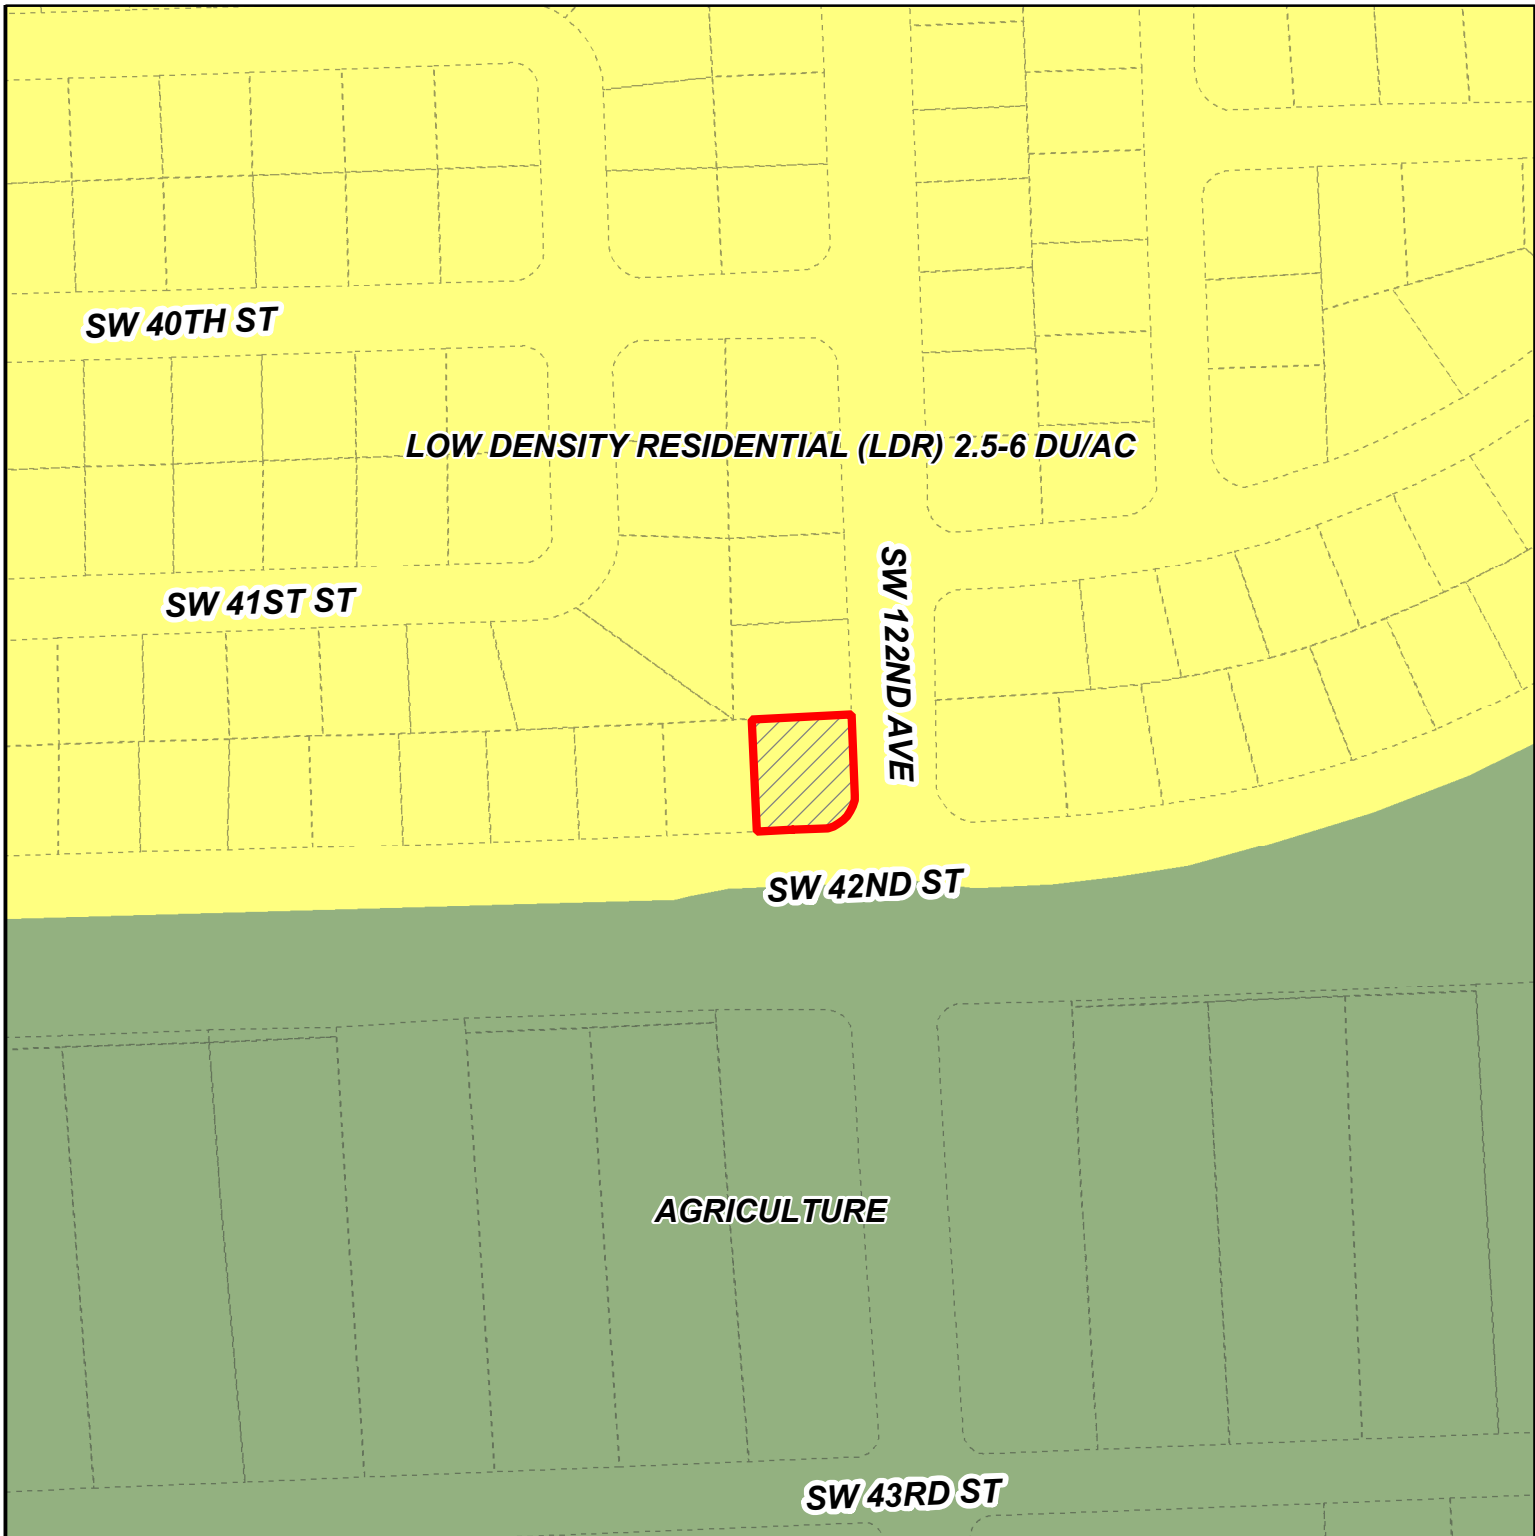 SW 40TH ST
LOW DENSITY RESIDENTIAL (LDR) 2.5-6 DU/AC
SW 41ST ST
SW 122ND AVE
SW 42ND ST
AGRICULTURE
SW 43RD ST